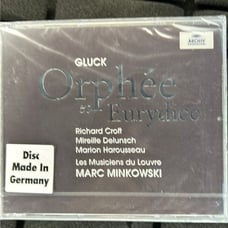 GLUCK
ARCHIV
Orphée
et
Eurydice
Richard Croft
Mireille Delunsch
Marion Harousseau
Les Musiciens du Louvre
MARC MINKOWSKI
Disc
Made In
Germany